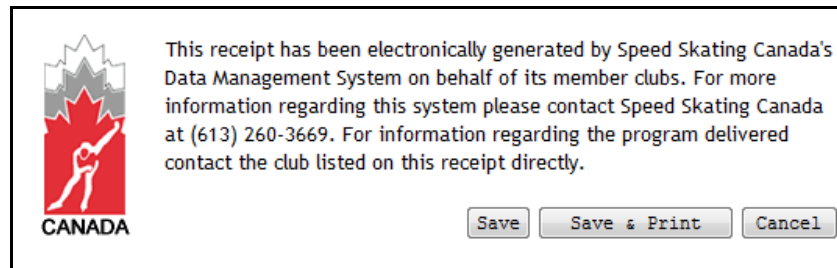 This receipt has been electronically generated by Speed Skating Canada's
Data Management System on behalf of its member clubs. For more
information regarding this system please contact Speed Skating Canada
at (613) 260-3669. For information regarding the program delivered
contact the club listed on this receipt directly.
CANADA
Save Save & Print Cancel